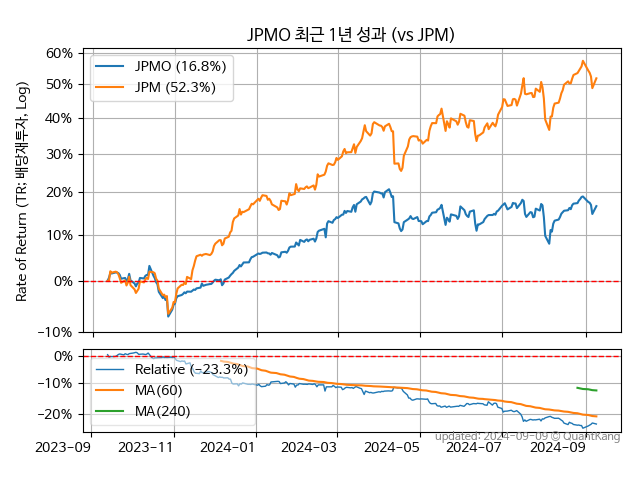 JPMO 최근 1년 성과 (vs JPM)
Rate of Return (TR: 배당재투자, Log)
60%
50%
40%
30%
20%
10%
0%
−10%
JPMO (16.8%)
JPM (52.3%)
0%
−10%
−20%
Relative (−23.3%)
MA(60)
MA(240)
2023-09
2023-11
2024-01
2024-03
2024-05
2024-07
2024-09
updated: 2024-09-09 © QuantKang